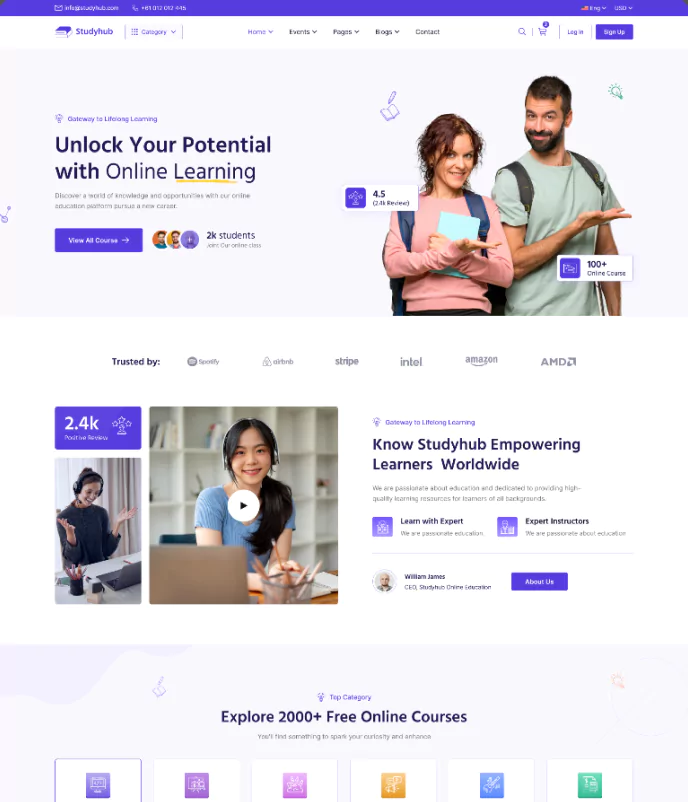 info@studyhub.com
+61 012 012 445
Eng
USD
Studyhub
Category
Home
Events
Pages
Blogs
Contact
2
Log in
Sign Up
Gateway to Lifelong Learning
Unlock Your Potential
with Online Learning
Discover a world of knowledge and opportunities with our online
education platform pursue a new career.
View All Course
2k students
Joint Our online class
4.5
(2.4k Review)
100+
Online Course
Trusted by:
Spotify
airbnb
stripe
intel
amazon
AMD
2.4k
Positive Review
Gateway to Lifelong Learning
Know Studyhub Empowering
Learners Worldwide
We are passionate about education and dedicated to providing high-
quality learning resources for learners of all backgrounds.
Learn with Expert
We are passionate education
Expert Instructors
We are passionate about education
William James
CEO, Studyhub Online Education
About Us
Top Category
Explore 2000+ Free Online Courses
You'll find something to spark your curiosity and enhance